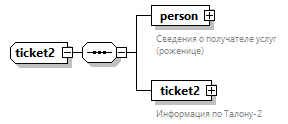 person
Сведения о получателе услуг
(роженице)
ticket2
ticket2
Информация по Талону-2